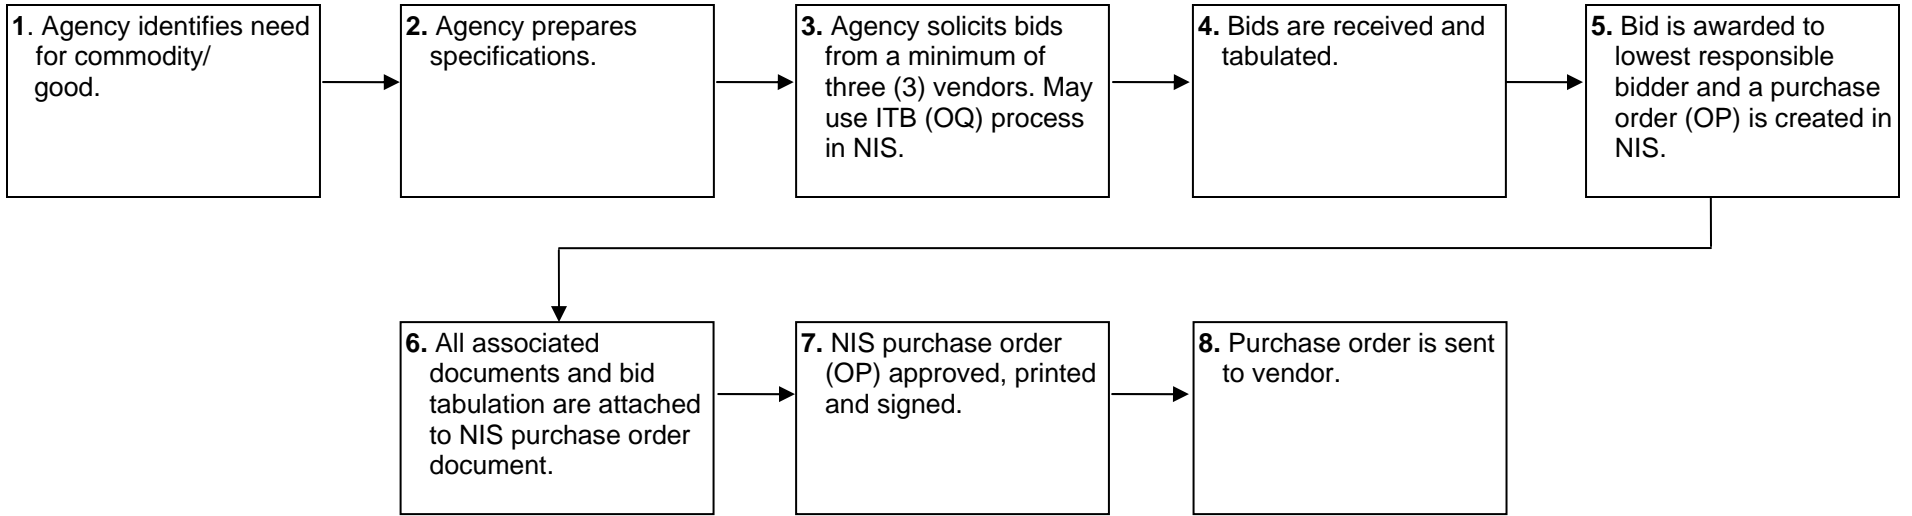 1. Agency identifies need
for commodity/
good.
2. Agency prepares
specifications.
3. Agency solicits bids
from a minimum of
three (3) vendors. May
use ITB (OQ) process
in NIS.
4. Bids are received and
tabulated.
5. Bid is awarded to
lowest responsible
bidder and a purchase
order (OP) is created in
NIS.
6. All associated
documents and bid
tabulation are attached
to NIS purchase order
document.
7. NIS purchase order
(OP) approved, printed
and signed.
8. Purchase order is sent
to vendor.